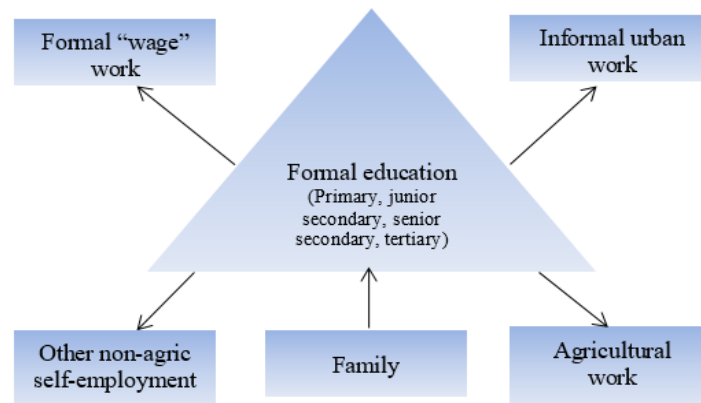 Formal “wage”
work
Informal urban
work
Formal education
(Primary, junior
secondary, senior
secondary, tertiary)
Other non-agric
self-employment
Family
Agricultural
work